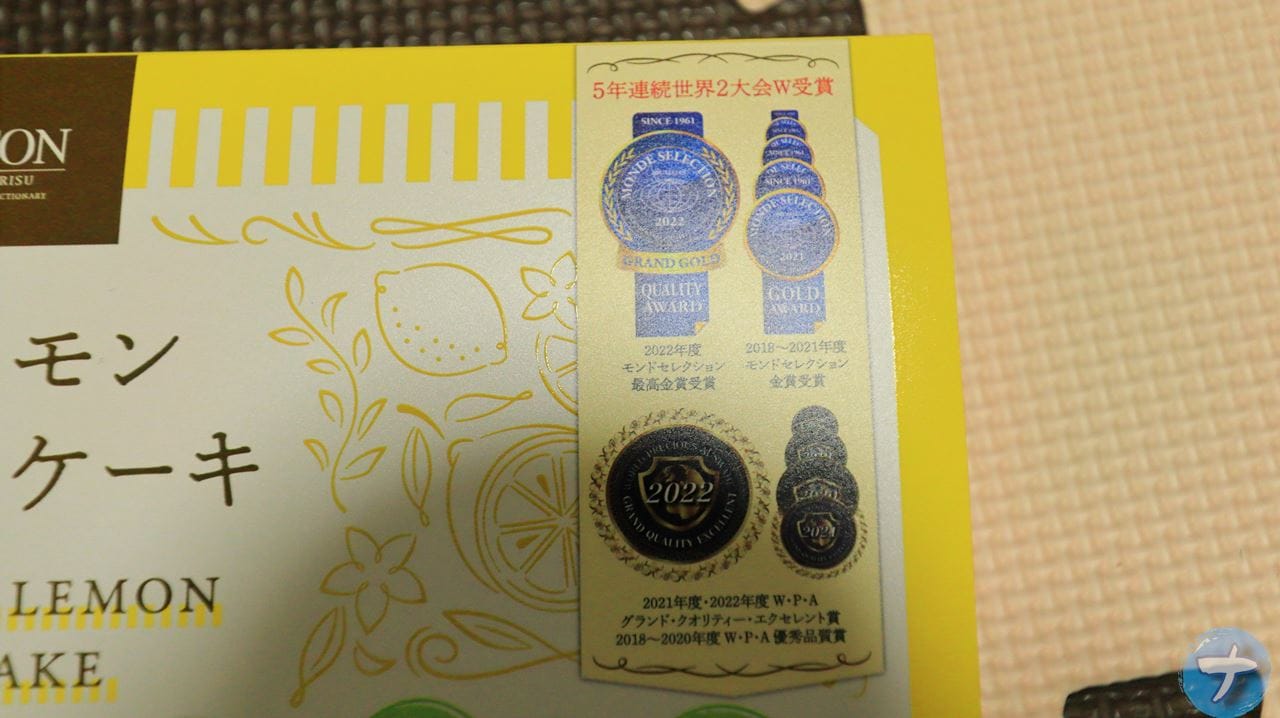 ON
RISU
CTIONARY
モン
ケーキ
LEMON
AKE
5年連続世界2大会W受賞
SINCE 1961
MONDE SELECTION
2022
GRAND GOLD
QUALITY
AWARD
SINCE 1961
SINCE 1961
NDE SELECTION
2021
GOLD
AWARD
2022年度
モンドセレクション
最高金賞受賞
2018〜2021年度
モンドセレクション
金賞受賞
2022
GRAND QUALITY EXCELLENT
2021
2021年度・2022年度 W・P・A
グランド・クオリティー・エクセレント賞
2018〜2020年度 W・P・A 優秀品質賞
ナ